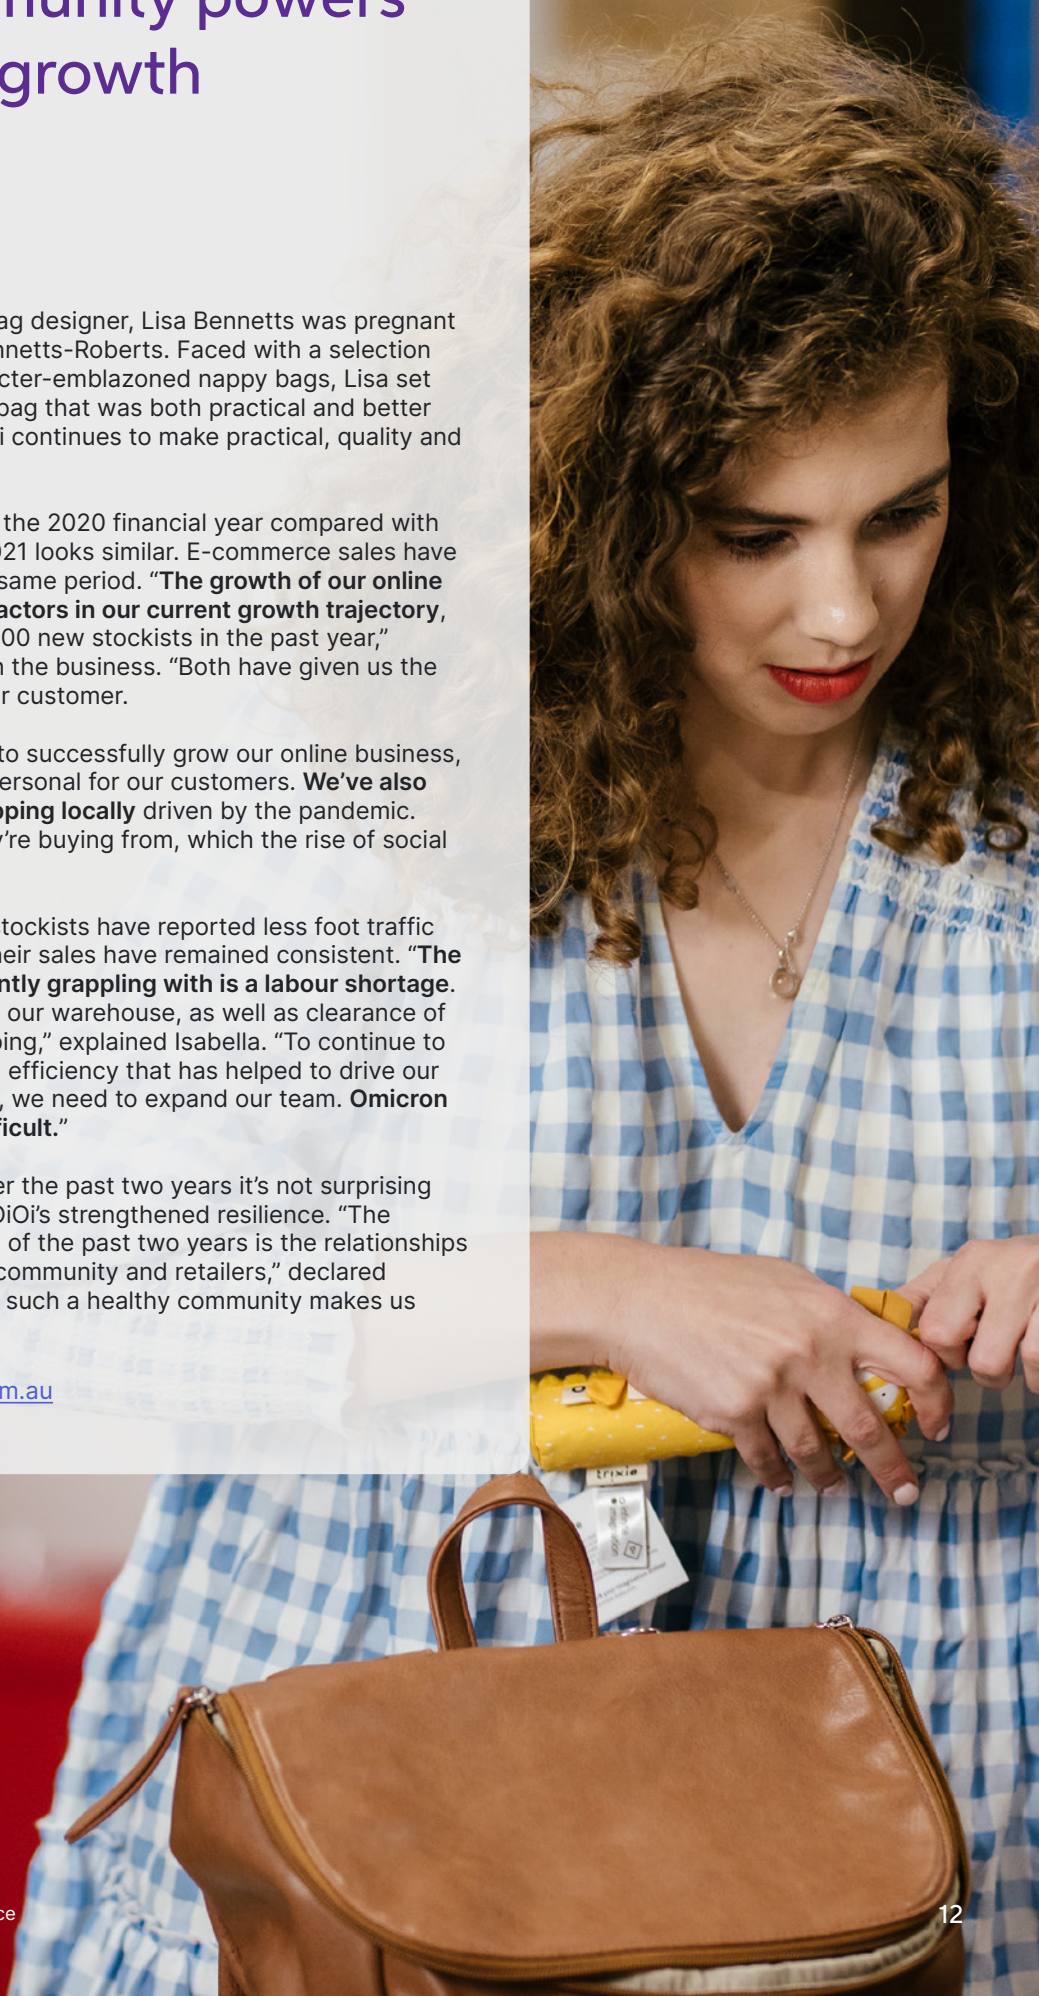 munity powers
growth
ag designer, Lisa Bennetts was pregnant
nnetts-Roberts. Faced with a selection
cter-emblazoned nappy bags, Lisa set
bag that was both practical and better
i continues to make practical, quality and
the 2020 financial year compared with
021 looks similar. E-commerce sales have
same period. “The growth of our online
actors in our current growth trajectory,
00 new stockists in the past year,”
n the business. “Both have given us the
r customer.
to successfully grow our online business,
ersonal for our customers. We’ve also
pping locally driven by the pandemic.
y’re buying from, which the rise of social
stockists have reported less foot traffic
heir sales have remained consistent. “The
ntly grappling with is a labour shortage.
our warehouse, as well as clearance of
ping,” explained Isabella. “To continue to
efficiency that has helped to drive our
, we need to expand our team. Omicron
ficult.”
er the past two years it’s not surprising
OiOi’s strengthened resilience. “The
of the past two years is the relationships
community and retailers,” declared
such a healthy community makes us
m.au
trixie
ce
12